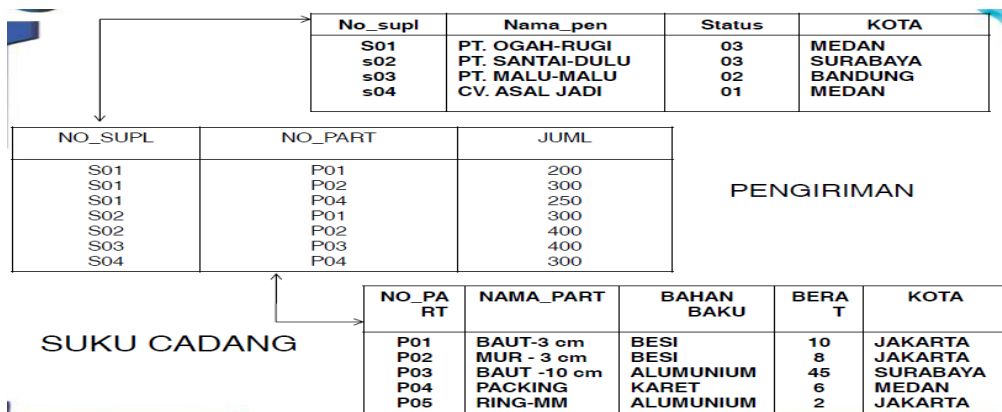 No_supl Nama_pen Status KOTA
S01 PT. OGAH-RUGI 03 MEDAN
s02 PT. SANTAI-DULU 03 SURABAYA
s03 PT. MALU-MALU 02 BANDUNG
s04 CV. ASAL JADI 01 MEDAN
NO_SUPL NO_PART JUML
S01 P01 200
S01 P02 300
S01 P04 250
S02 P01 300
S02 P02 400
S03 P03 400
S04 P04 300
PENGIRIMAN
NO_PA NAMA_PART BAHAN BERA KOTA
RT BAKU T
SUKU CADANG
P01 BAUT-3 cm BESI 10 JAKARTA
P02 MUR - 3 cm BESI 8 JAKARTA
P03 BAUT -10 cm ALUMUNIUM 45 SURABAYA
P04 PACKING KARET 6 MEDAN
P05 RING-MM ALUMUNIUM 2 JAKARTA